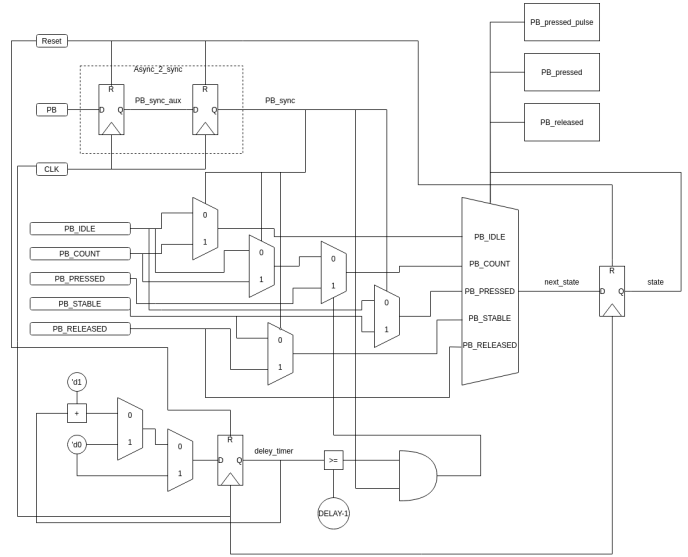 PB_pressed_pulse
Reset
Async_2_sync
PB_pressed
R
R
PB_sync_aux
PB_sync
PB
D
Q
D
Q
PB_released
CLK
0
1
PB_IDLE
PB_COUNT
PB_PRESSED
PB_STABLE
PB_RELEASED
0
1
0
1
0
1
0
1
PB_IDLE
PB_COUNT
PB_PRESSED
PB_STABLE
PB_RELEASED
next_state
R
D
Q
state
'd1
+
'd0
0
1
0
1
R
D
Q
deley_timer
>=
DELAY-1